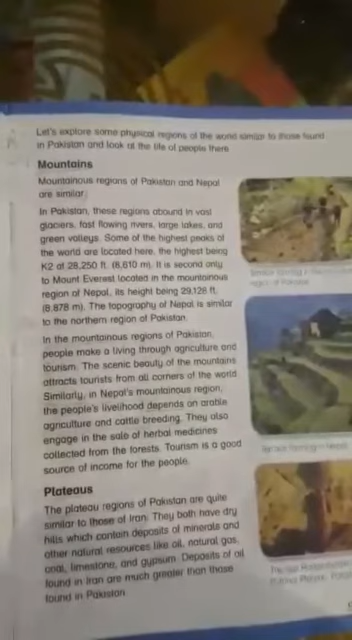 Let's explore some physical regions of the world similar to those found
in Pakistan and look at the life of people there
Mountains
Mountainous regions of Pakistan and Nepal
are similar.
In Pakistan, these regions abound in vast
glaciers, fast flowing rivers, large lakes, and
green valleys. Some of the highest peaks of
the world are located here, the highest being
K2 at 28,250 ft. (8,610 m). It is second only
to Mount Everest located in the mountainous
region of Nepal, its height being 29,128 ft.
(8,878 m). The topography of Nepal is similar
to the northern region of Pakistan.
In the mountainous regions of Pakistan,
people make a living through agriculture and
tourism. The scenic beauty of the mountains
attracts tourists from all corners of the world
Similarly, in Nepal's mountainous region,
the people's livelihood depends on arable
agriculture and cattle breeding. They also
engage in the sale of herbal medicines
collected from the forests. Tourism is a good
source of income for the people.
Plateaus
The plateau regions of Pakistan are quite
similar to those of Iran. They both have dry
hills which contain deposits of minerals and
other natural resources like oil, natural gas,
coal, limestone, and gypsum. Deposits of oil
found in Iran are much greater than those
found in Pakistan
Terrace farming in
Terrace farming in Nepal